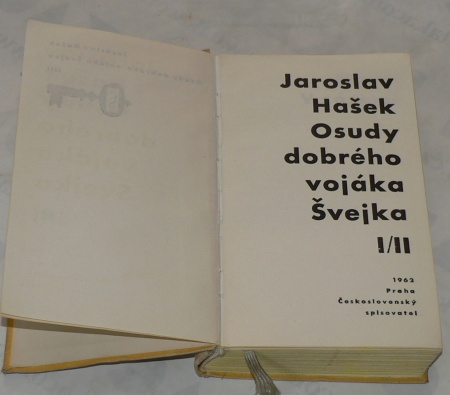 Jaroslav
Hašek
Osudy
dobrého
vojáka
Švejka
I/II
1962
Praha
Československý
spisovatel